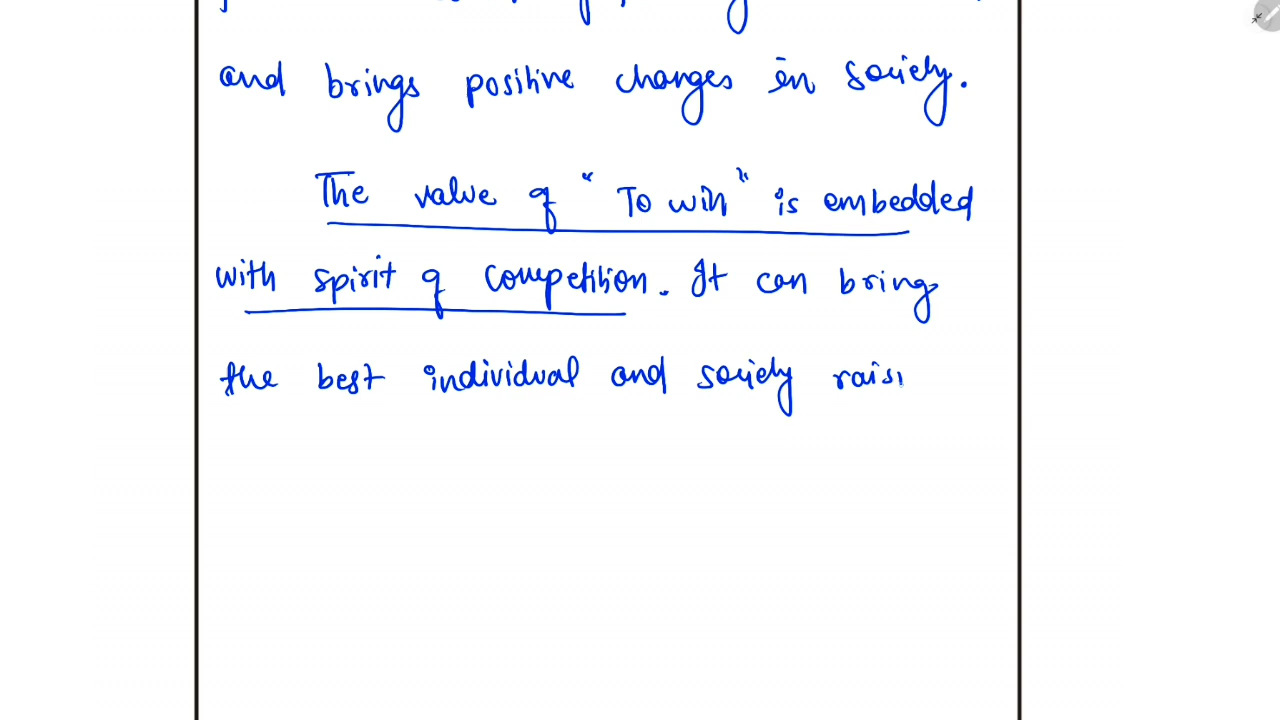 and brings positive changes in society.
The value of "To win" is embedded
with spirit of competition. It can bring
the best individual and society raisi